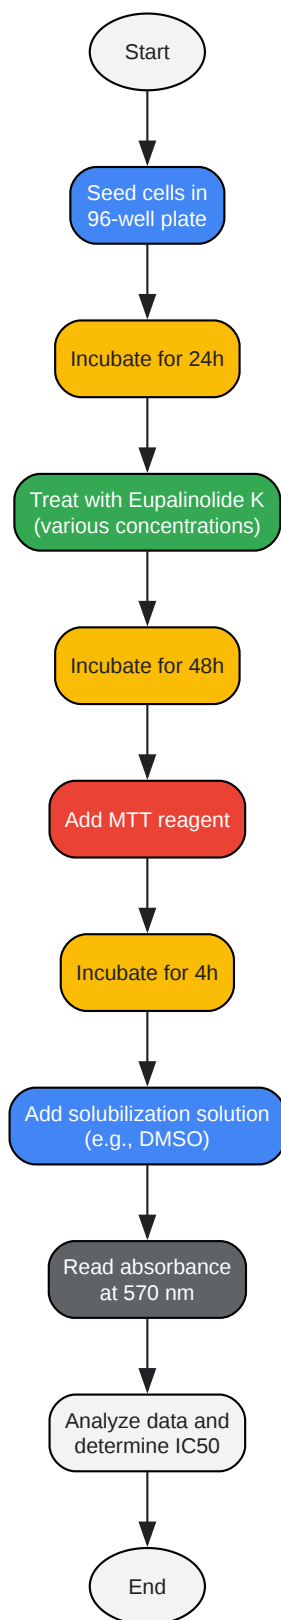 Start
Seed cells in
96-well plate
Incubate for 24h
Treat with Eupalinolide K
(various concentrations)
Incubate for 48h
Add MTT reagent
Incubate for 4h
Add solubilization solution
(e.g., DMSO)
Read absorbance
at 570 nm
Analyze data and
determine IC50
End